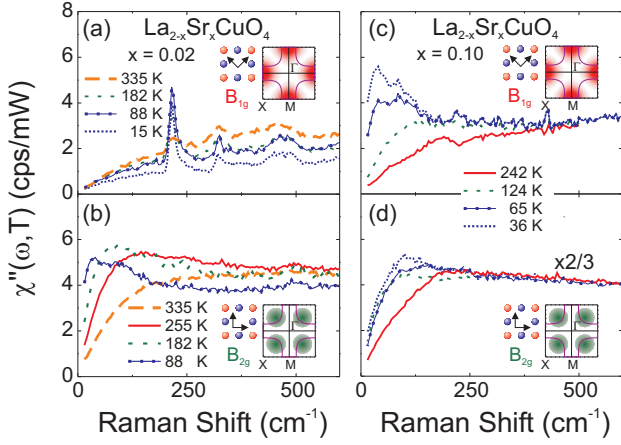 La2-xSrxCuO4
La2-xSrxCuO4
8
(a)
x = 0.02
(c)
x = 0.10
6
335 K
182 K
88 K
15 K
B1g
Γ
X M
B1g
Γ
X M
4
2
0
242 K
124 K
65 K
36 K
χ''(ω,T) (cps/mW)
(b)
(d)
x2/3
6
4
2
0
335 K
255 K
182 K
88 K
B2g
Γ
X M
B2g
Γ
X M
0 250 500
0 250 500
Raman Shift (cm-1)
Raman Shift (cm-1)